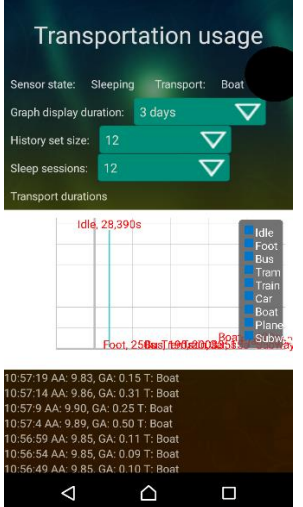 Transportation usage
Sensor state: Sleeping Transport: Boat
Graph display duration: 3 days
History set size: 12
Sleep sessions: 12
Transport durations
Idle, 28,390s
Idle
Foot
Bus
Tram
Train
Car
Boat
Plane
Subw
Foot,
10:57:19 AA: 9.83, GA: 0.15 T: Boat
10:57:14 AA: 9.86, GA: 0.31 T: Boat
10:57:9 AA: 9.90, GA: 0.25 T: Boat
10:57:4 AA: 9.89, GA: 0.50 T: Boat
10:56:59 AA: 9.85, GA: 0.11 T: Boat
10:56:54 AA: 9.85, GA: 0.09 T: Boat
10:56:49 AA: 9.85, GA: 0.10 T: Boat